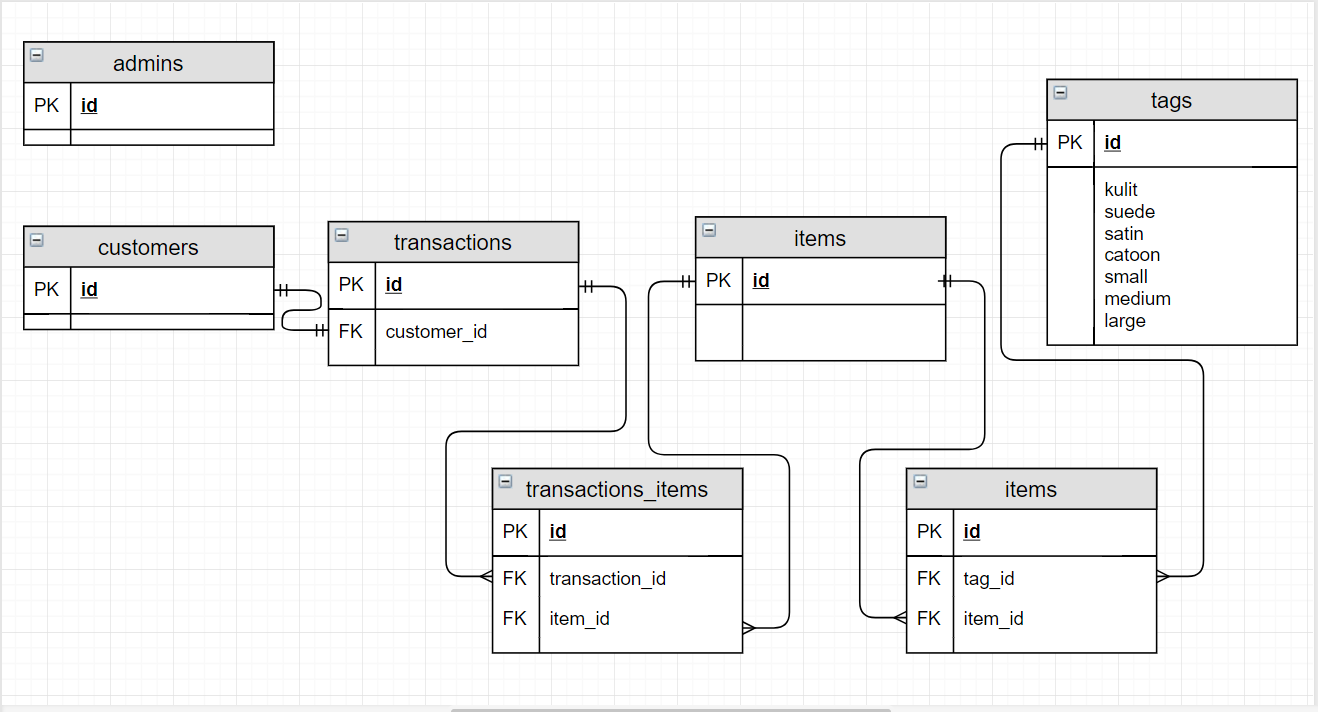 admins
PK id
customers
PK id
transactions
PK id
FK customer_id
items
PK id
tags
PK id
kulit
suede
satin
catoon
small
medium
large
transactions_items
PK id
FK transaction_id
FK item_id
items
PK id
FK tag_id
FK item_id